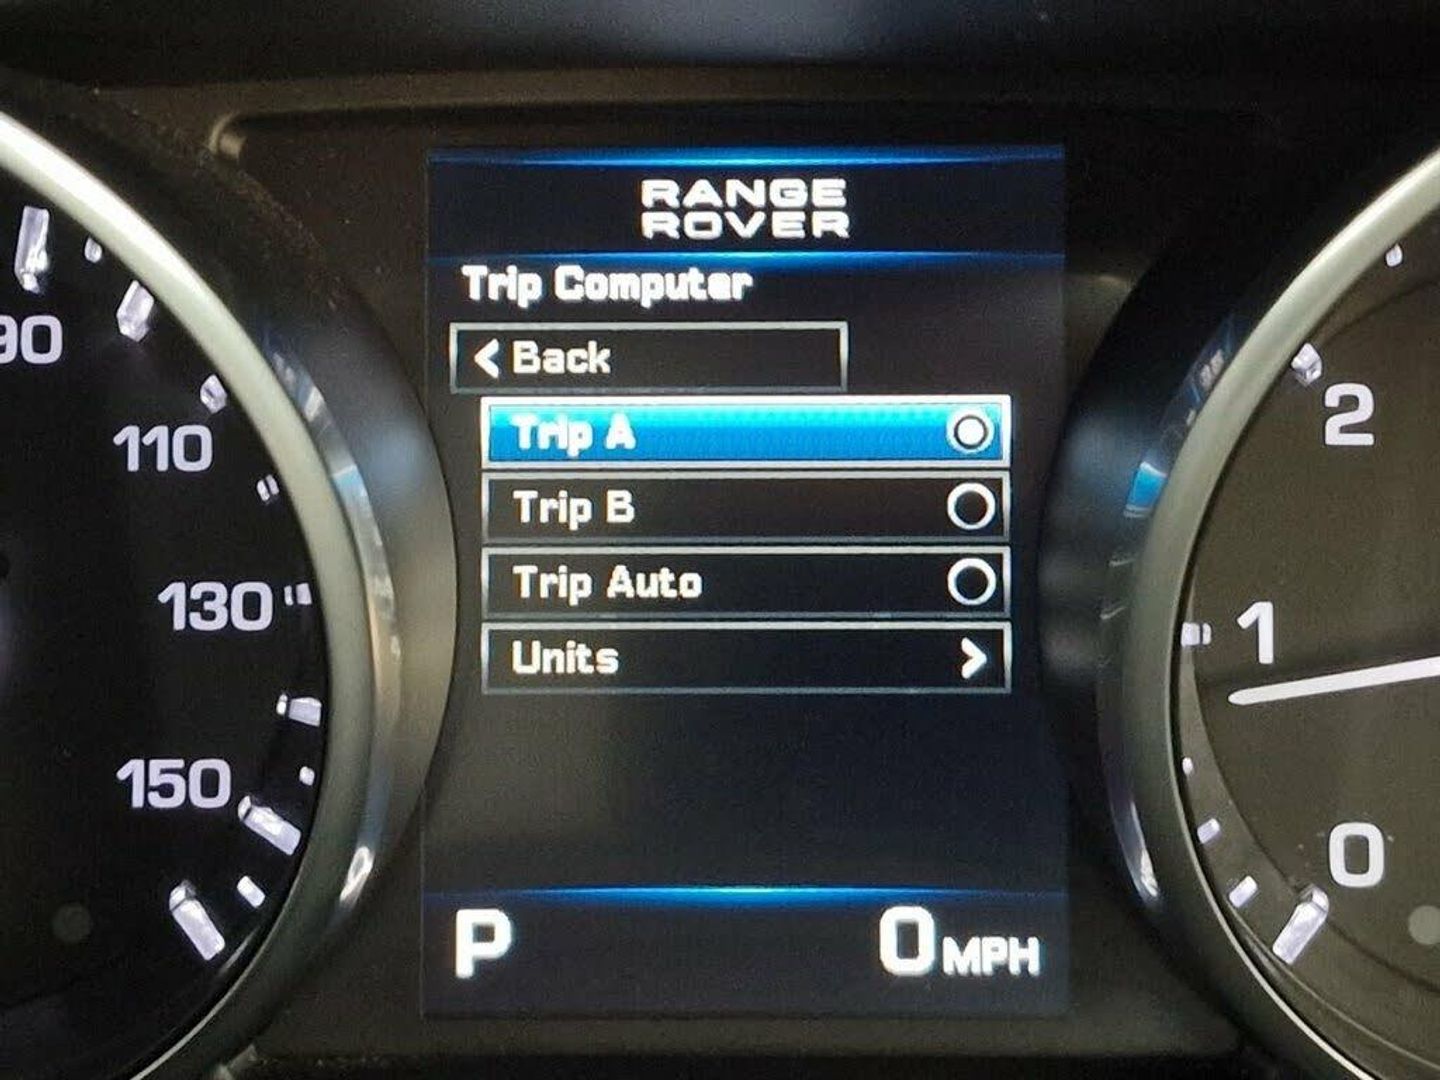 RANGE
ROVER
Trip Computer
< Back
Trip A
Trip B
Trip Auto
Units >
P
0 MPH
90
110
130
150
2
1
0